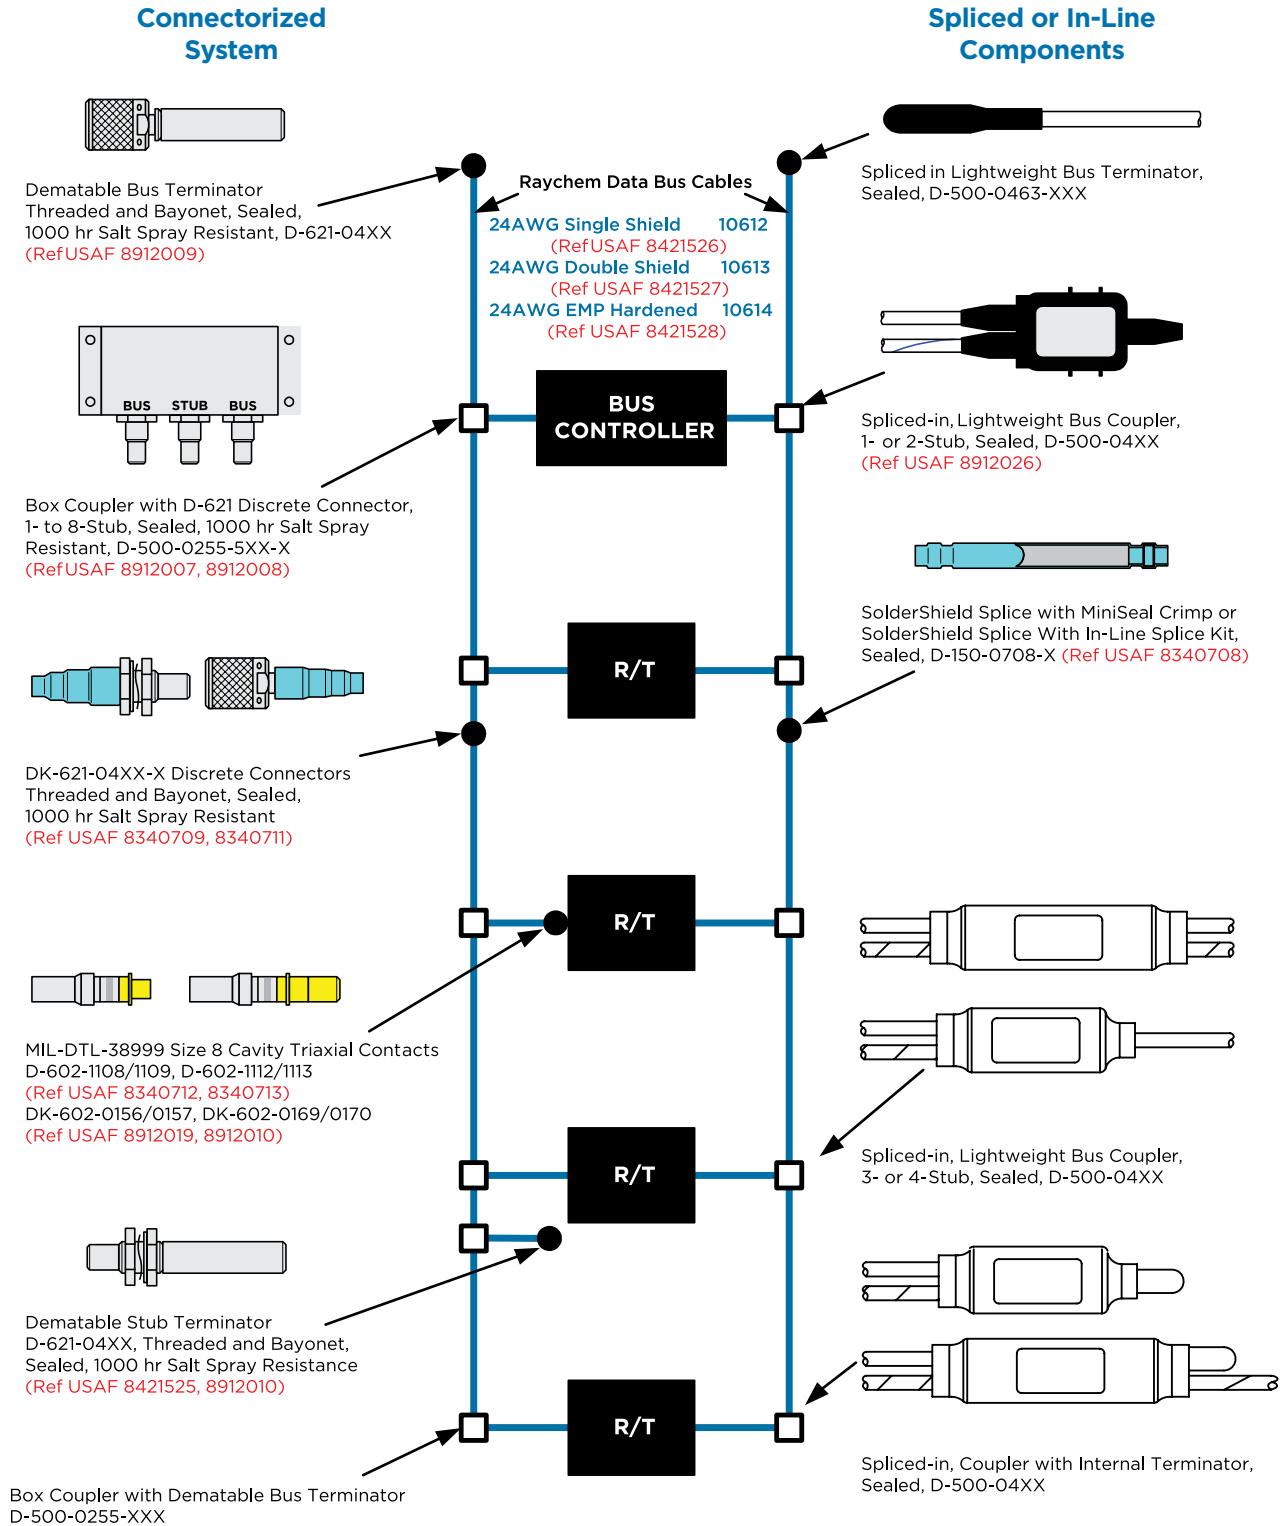 Connectorized
System
Spliced or In-Line
Components
Dematable Bus Terminator
Threaded and Bayonet, Sealed,
1000 hr Salt Spray Resistant, D-621-04XX
(Ref USAF 8912009)
BUS STUB BUS
Box Coupler with D-621 Discrete Connector,
1- to 8-Stub, Sealed, 1000 hr Salt Spray
Resistant, D-500-0255-5XX-X
(Ref USAF 8912007, 8912008)
DK-621-04XX-X Discrete Connectors
Threaded and Bayonet, Sealed,
1000 hr Salt Spray Resistant
(Ref USAF 8340709, 8340711)
MIL-DTL-38999 Size 8 Cavity Triaxial Contacts
D-602-1108/1109, D-602-1112/1113
(Ref USAF 8340712, 8340713)
DK-602-0156/0157, DK-602-0169/0170
(Ref USAF 8912019, 8912010)
Dematable Stub Terminator
D-621-04XX, Threaded and Bayonet,
Sealed, 1000 hr Salt Spray Resistance
(Ref USAF 8421525, 8912010)
Box Coupler with Dematable Bus Terminator
D-500-0255-XXX
Raychem Data Bus Cables
24AWG Single Shield 10612
(Ref USAF 8421526)
24AWG Double Shield 10613
(Ref USAF 8421527)
24AWG EMP Hardened 10614
(Ref USAF 8421528)
BUS
CONTROLLER
R/T
R/T
R/T
R/T
Spliced in Lightweight Bus Terminator,
Sealed, D-500-0463-XXX
Spliced-in, Lightweight Bus Coupler,
1- or 2-Stub, Sealed, D-500-04XX
(Ref USAF 8912026)
SolderShield Splice with MiniSeal Crimp or
SolderShield Splice With In-Line Splice Kit,
Sealed, D-150-0708-X (Ref USAF 8340708)
Spliced-in, Lightweight Bus Coupler,
3- or 4-Stub, Sealed, D-500-04XX
Spliced-in, Coupler with Internal Terminator,
Sealed, D-500-04XX